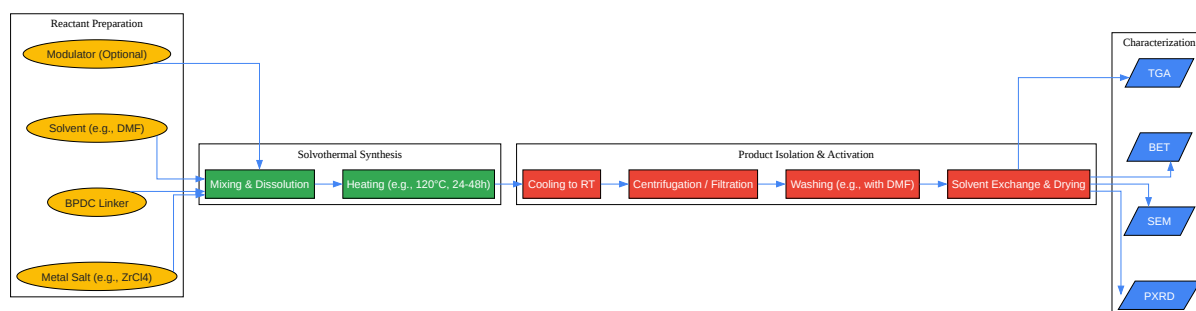 Reactant Preparation
Modulator (Optional)
Solvent (e.g., DMF)
BPDC Linker
Metal Salt (e.g., ZrCl4)
Solvothermal Synthesis
Mixing & Dissolution
Heating (e.g., 120°C, 24-48h)
Product Isolation & Activation
Cooling to RT
Centrifugation / Filtration
Washing (e.g., with DMF)
Solvent Exchange & Drying
Characterization
TGA
BET
SEM
PXRD